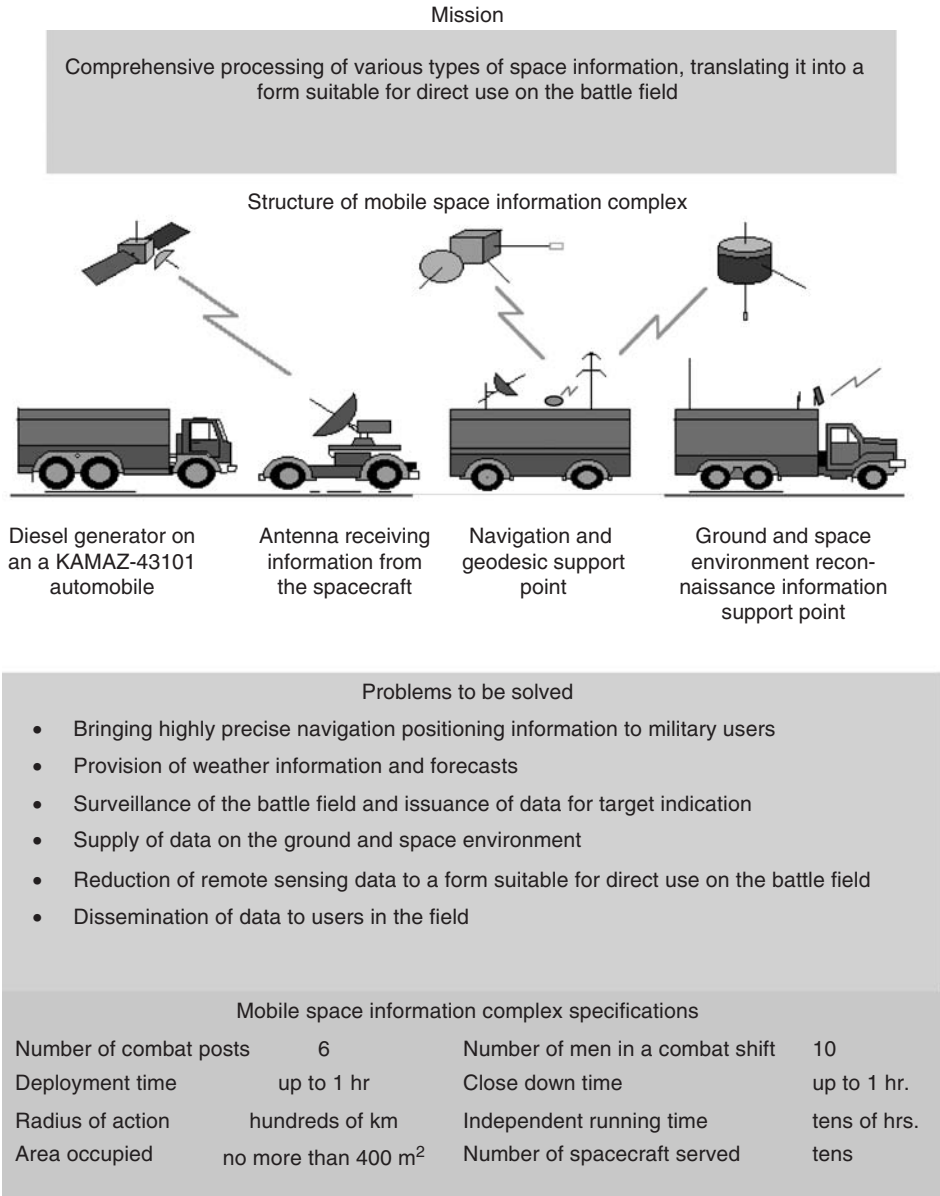 Mission
Comprehensive processing of various types of space information, translating it into a
form suitable for direct use on the battle field
Structure of mobile space information complex
Diesel generator on
an a KAMAZ-43101
automobile
Antenna receiving
information from
the spacecraft
Navigation and
geodesic support
point
Ground and space
environment recon-
naissance information
support point
Problems to be solved
• Bringing highly precise navigation positioning information to military users
• Provision of weather information and forecasts
• Surveillance of the battle field and issuance of data for target indication
• Supply of data on the ground and space environment
• Reduction of remote sensing data to a form suitable for direct use on the battle field
• Dissemination of data to users in the field
Mobile space information complex specifications
Number of combat posts 6 Number of men in a combat shift 10
Deployment time up to 1 hr Close down time up to 1 hr.
Radius of action hundreds of km Independent running time tens of hrs.
Area occupied no more than 400 m² Number of spacecraft served tens